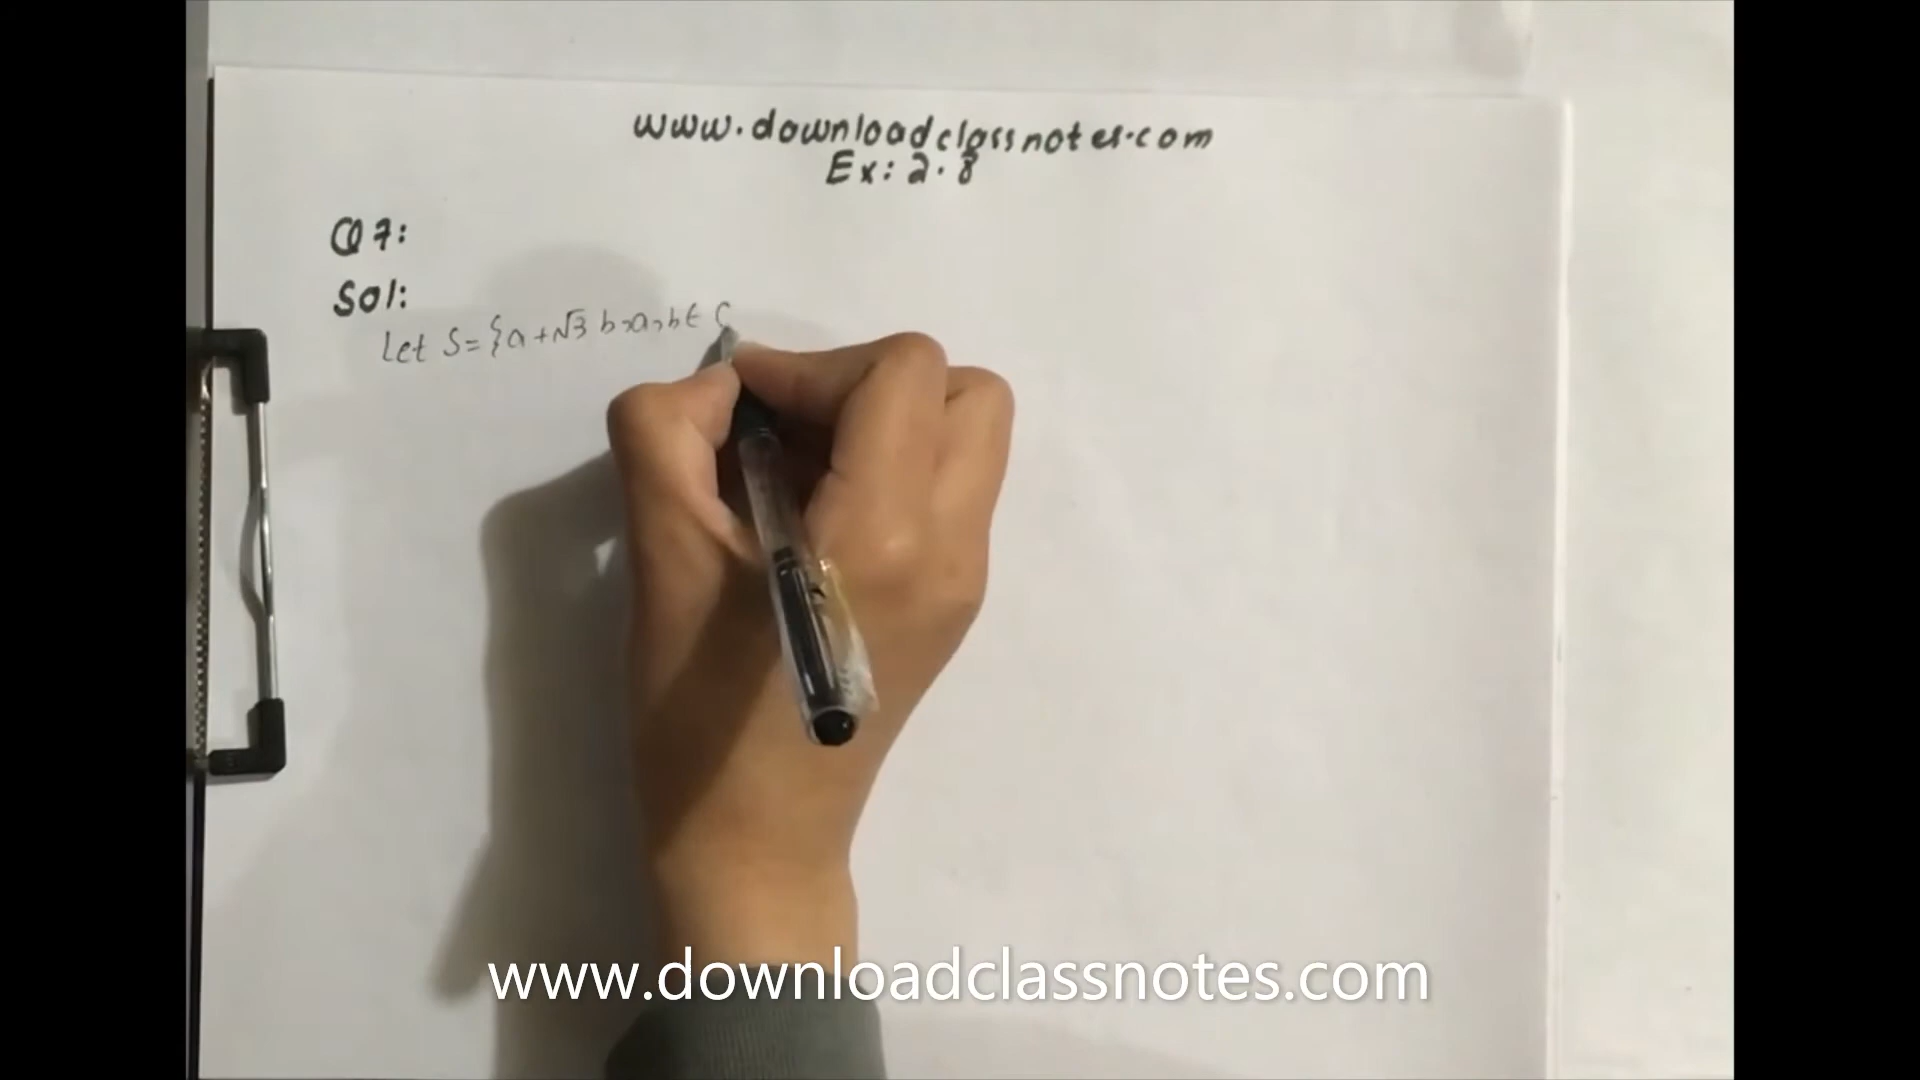 www.downloadclassnotes.com
Ex: 2.8
Q7:
Sol:
Let S = {a + √3 b, a, b ∈
www.downloadclassnotes.com